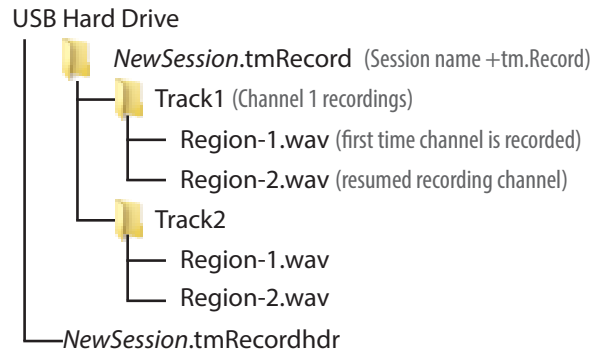 USB Hard Drive
NewSession.tmRecord (Session name +tm.Record)
Track1 (Channel 1 recordings)
Region-1.wav (first time channel is recorded)
Region-2.wav (resumed recording channel)
Track2
Region-1.wav
Region-2.wav
NewSession.tmRecordhdr